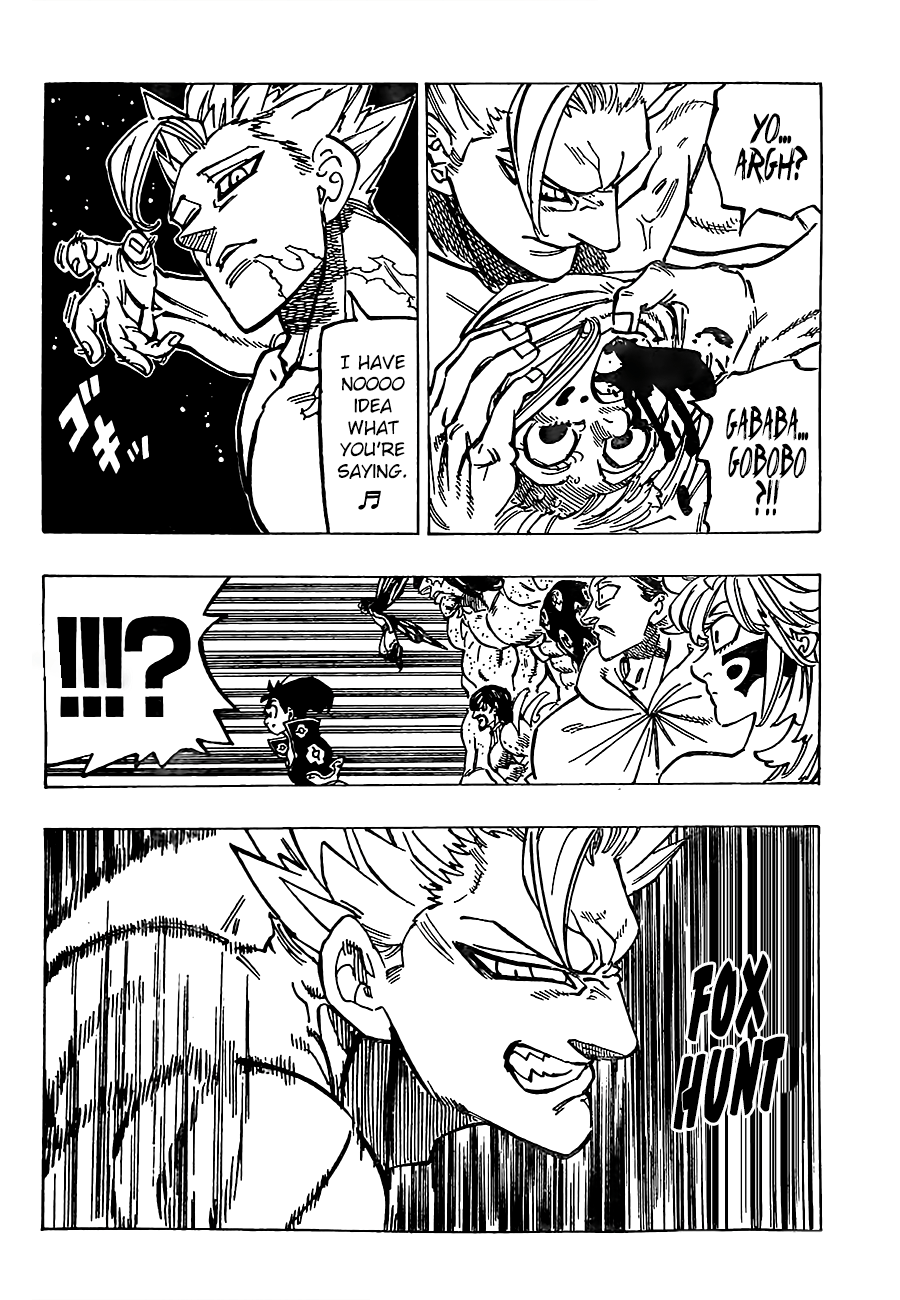 YO...
ARGH?
GABABA...
GOBOBO
?!!
I HAVE
NOOOO
IDEA
WHAT
YOU'RE
SAYING.
♬
ゴキッ
!!!?
FOX
HUNT